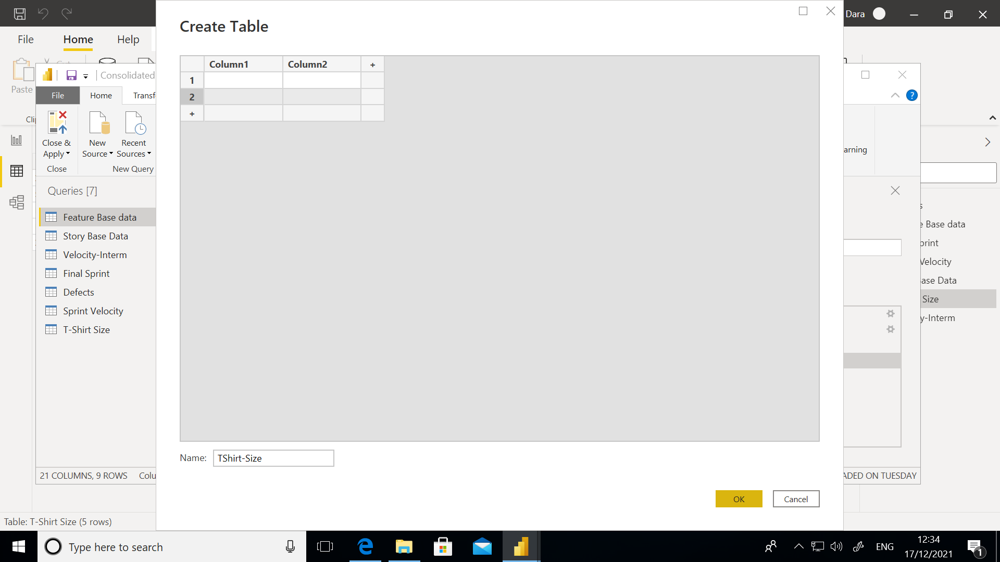 Dara
Create Table
File Home Help
Column1 Column2 +
1
2
+
Paste
Consolidated
File Home Transf
?
Close & Apply
New Source
Recent Sources
arning
Close
New Query
Queries [7]
Feature Base data
Story Base Data
Velocity-Interm
Final Sprint
Defects
Sprint Velocity
T-Shirt Size
s
e Base data
print
Velocity
ase Data
Size
y-Interm
Name: TShirt-Size
21 COLUMNS, 9 ROWS Colu
ADED ON TUESDAY
OK Cancel
Table: T-Shirt Size (5 rows)
Type here to search
ENG
12:34
17/12/2021
1